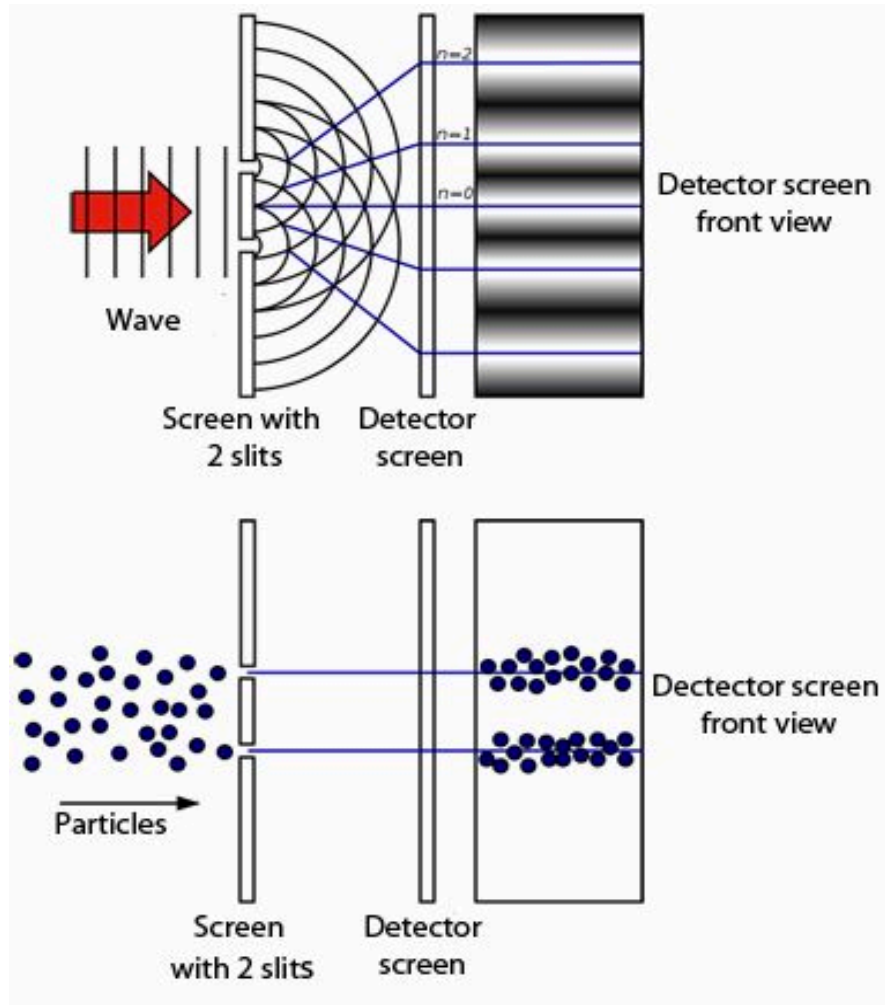 n=2
n=1
n=0
Detector screen
front view
Wave
Screen with
2 slits
Detector
screen
Dectector screen
front view
Particles
Screen
with 2 slits
Detector
screen